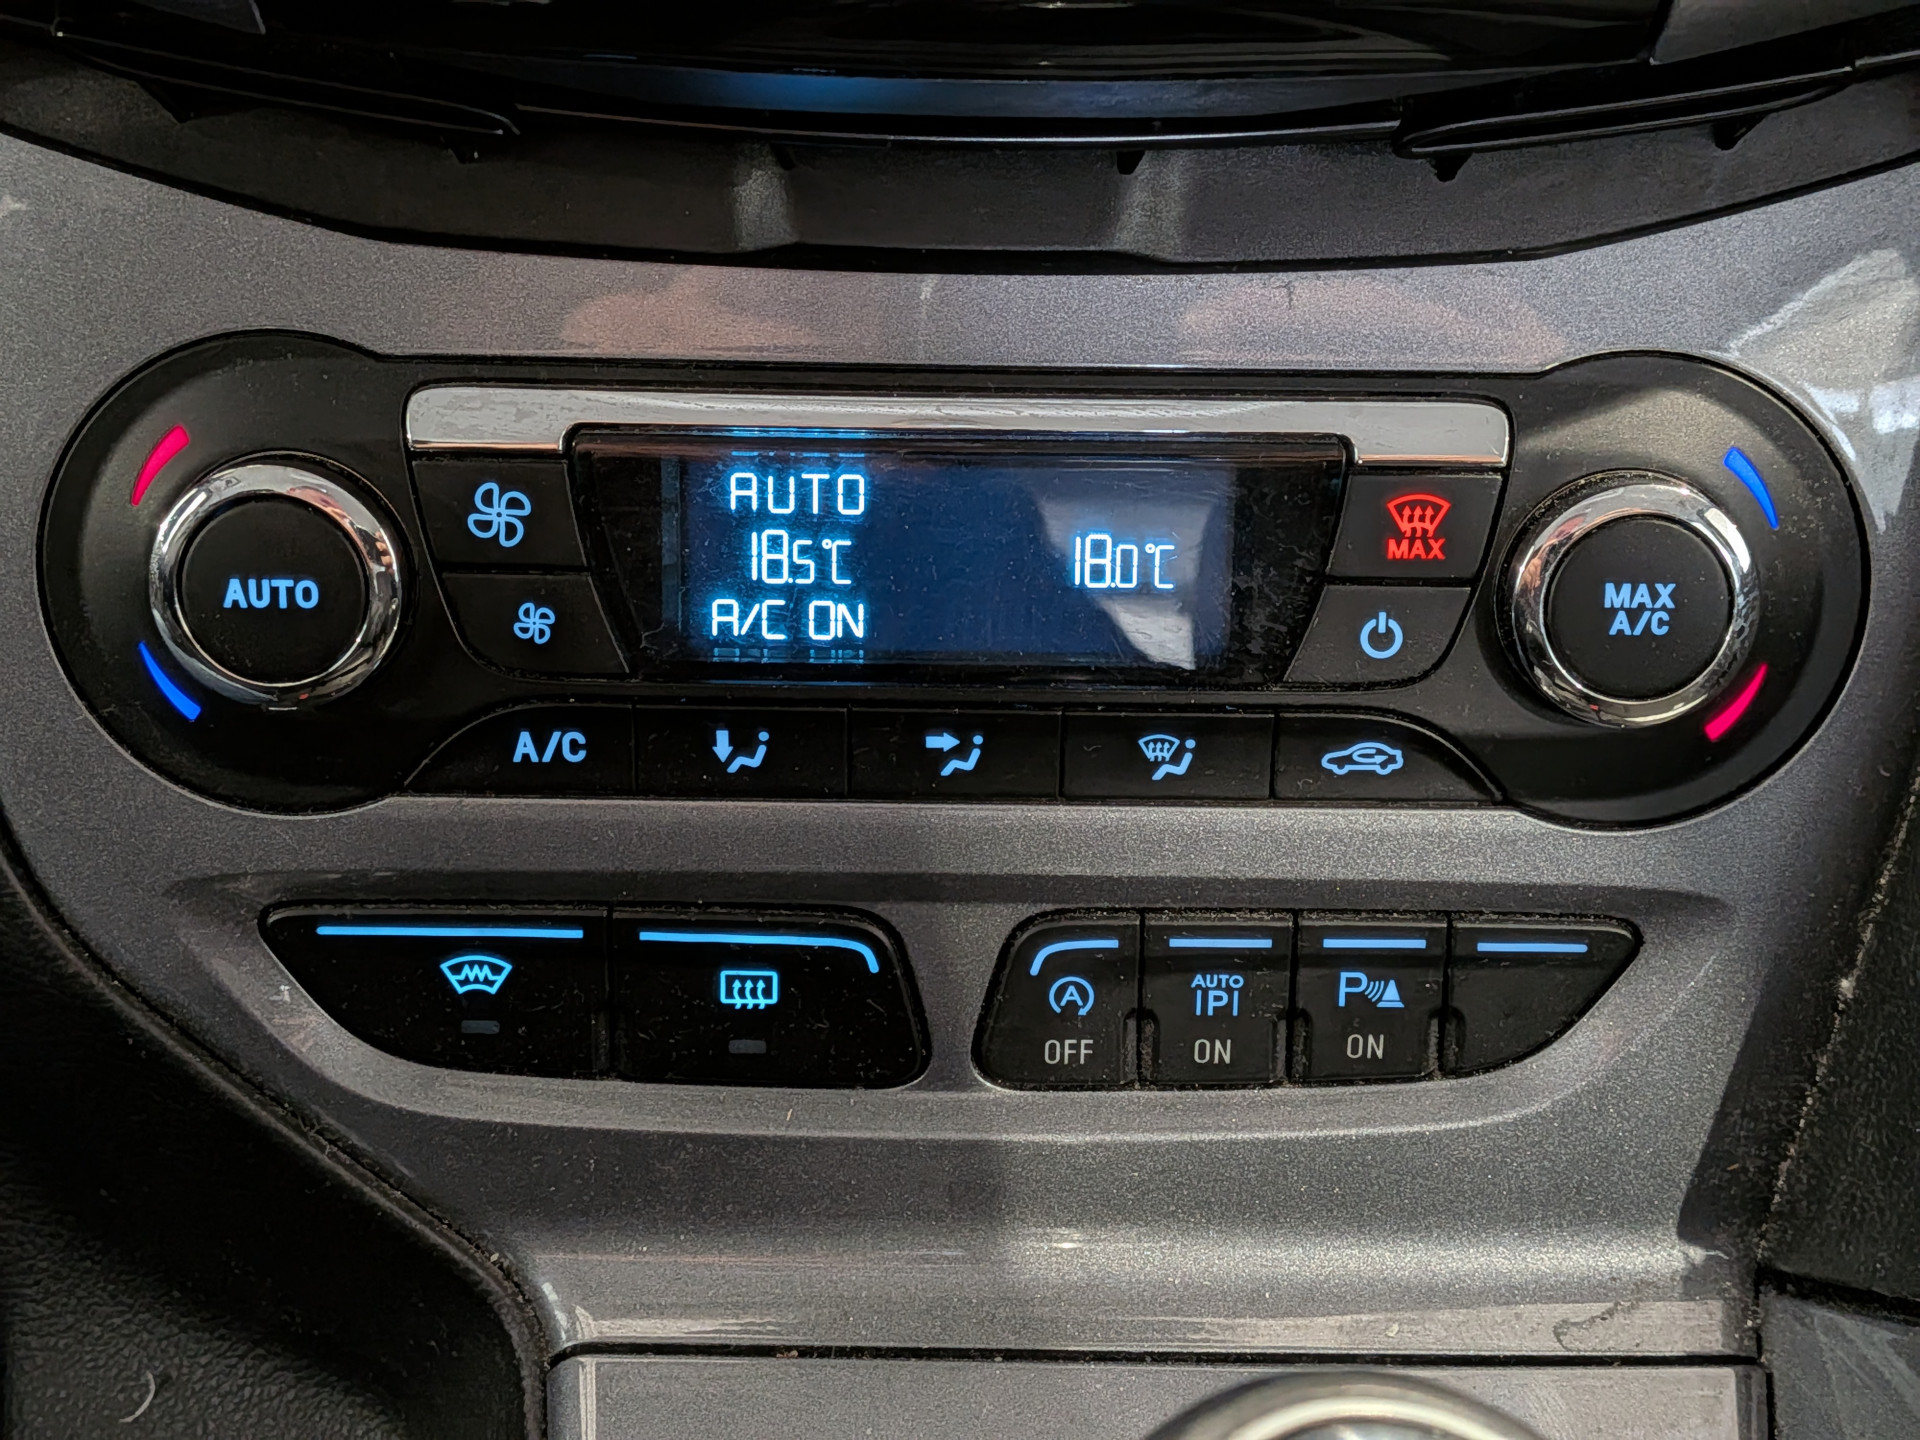 AUTO
18.5°C 18.0°C
A/C ON
AUTO
MAX
MAX
A/C
A/C
A
OFF
AUTO
P
ON
P
ON